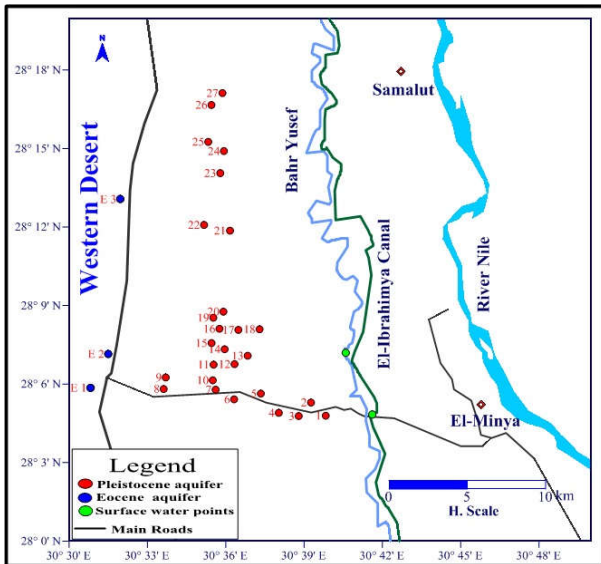 N
28° 18' N
28° 15' N
28° 12' N
28° 9' N
28° 6' N
28° 3' N
28° 0' N
30° 30' E
30° 33' E
30° 36' E
30° 39' E
30° 42' E
30° 45' E
30° 48' E
Western Desert
Bahr Yusef
El-Ibrahimya Canal
River Nile
Samalut
El-Minya
27
26
25
24
23
E 3
22
21
20
19
16
17
18
15
14
13
E 2
11
12
9
10
E 1
8
7
5
6
2
4
3
1
Legend
Pleistocene aquifer
Eocene aquifer
Surface water points
Main Roads
0
5
10 km
H. Scale